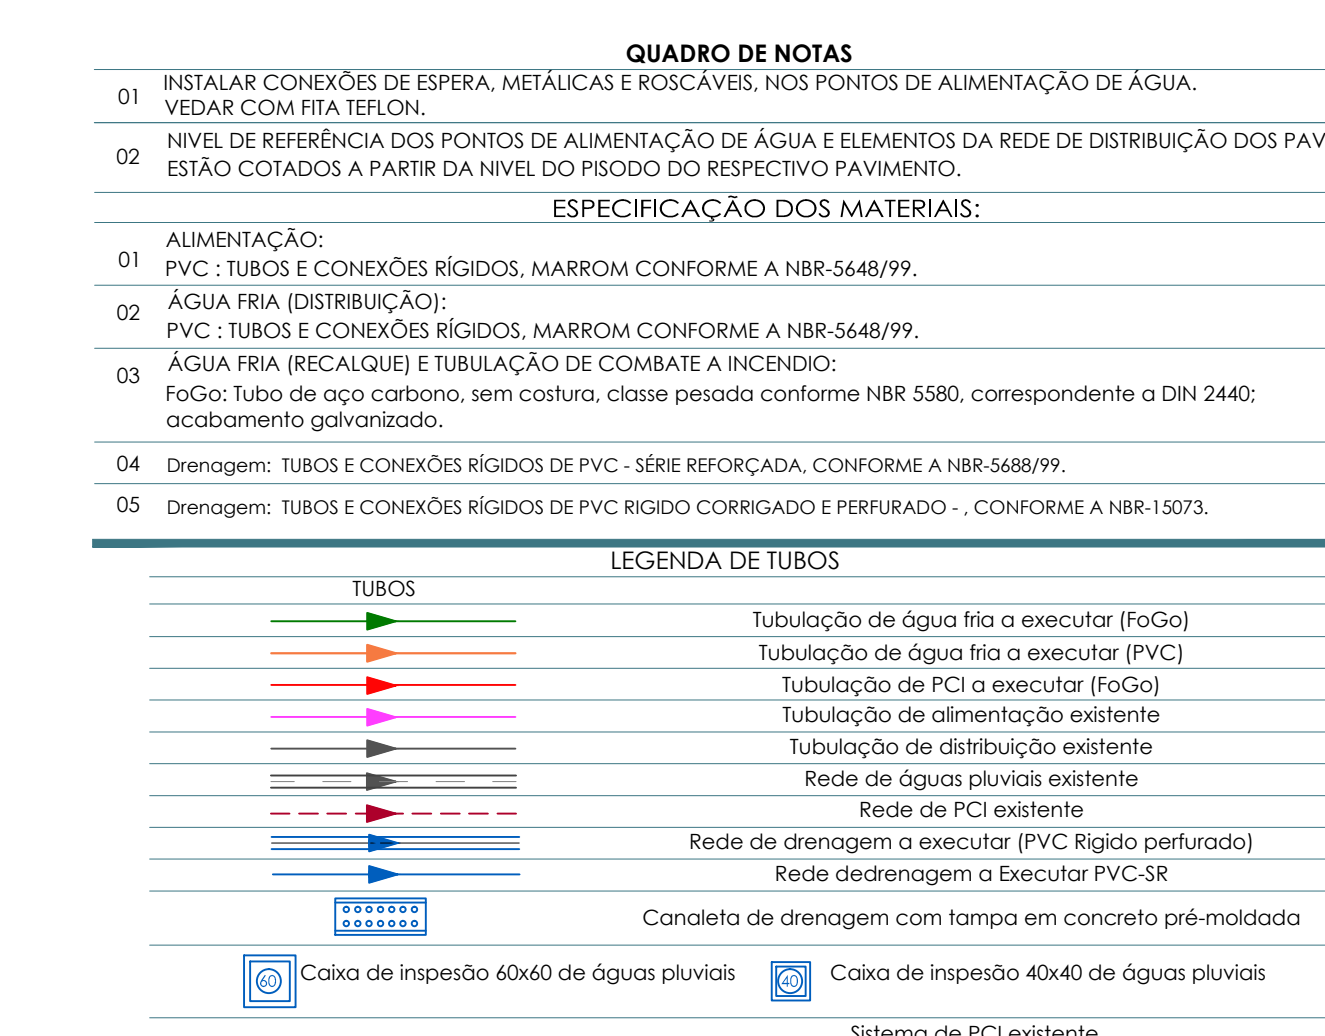 QUADRO DE NOTAS
01 INSTALAR CONEXÕES DE ESPERA, METÁLICAS E ROSCÁVEIS, NOS PONTOS DE ALIMENTAÇÃO DE ÁGUA.
VEDAR COM FITA TEFLON.
02 NIVEL DE REFERÊNCIA DOS PONTOS DE ALIMENTAÇÃO DE ÁGUA E ELEMENTOS DA REDE DE DISTRIBUIÇÃO DOS PAV
ESTÃO COTADOS A PARTIR DA NIVEL DO PISODO DO RESPECTIVO PAVIMENTO.
ESPECIFICAÇÃO DOS MATERIAIS:
01 ALIMENTAÇÃO:
PVC : TUBOS E CONEXÕES RÍGIDOS, MARROM CONFORME A NBR-5648/99.
02 ÁGUA FRIA (DISTRIBUIÇÃO):
PVC : TUBOS E CONEXÕES RÍGIDOS, MARROM CONFORME A NBR-5648/99.
03 ÁGUA FRIA (RECALQUE) E TUBULAÇÃO DE COMBATE A INCENDIO:
FoGo: Tubo de aço carbono, sem costura, classe pesada conforme NBR 5580, correspondente a DIN 2440;
acabamento galvanizado.
04 Drenagem: TUBOS E CONEXÕES RÍGIDOS DE PVC - SÉRIE REFORÇADA, CONFORME A NBR-5688/99.
05 Drenagem: TUBOS E CONEXÕES RÍGIDOS DE PVC RIGIDO CORRIGADO E PERFURADO - , CONFORME A NBR-15073.
LEGENDA DE TUBOS
TUBOS
Tubulação de água fria a executar (FoGo)
Tubulação de água fria a executar (PVC)
Tubulação de PCI a executar (FoGo)
Tubulação de alimentação existente
Tubulação de distribuição existente
Rede de águas pluviais existente
Rede de PCI existente
Rede de drenagem a executar (PVC Rigido perfurado)
Rede dedrenagem a Executar PVC-SR
Canaleta de drenagem com tampa em concreto pré-moldada
60 Caixa de inspesão 60x60 de águas pluviais 40 Caixa de inspesão 40x40 de águas pluviais
Sistema de PCI existente